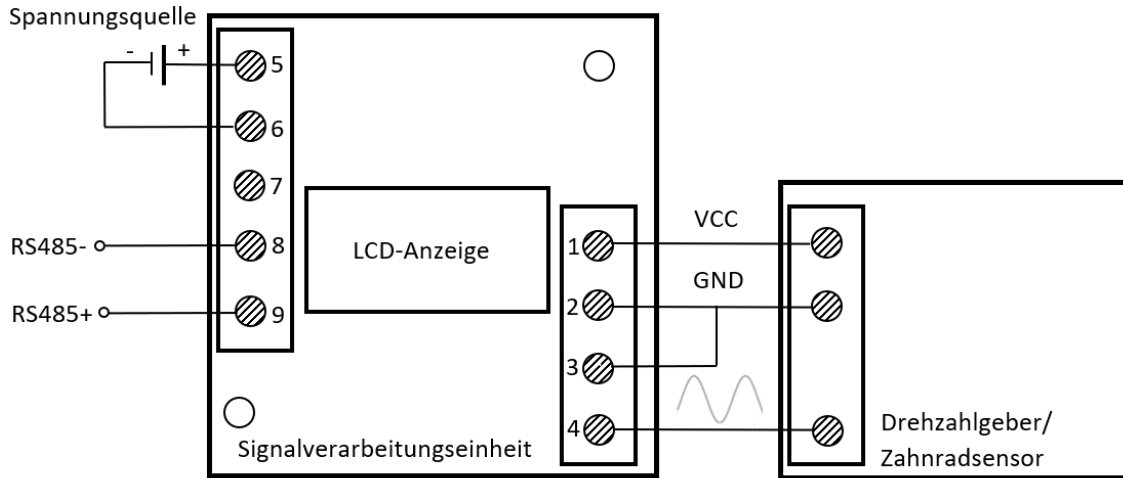 Spannungsquelle
- +
5
6
7
8
9
RS485-
RS485+
LCD-Anzeige
1
2
3
4
VCC
GND
Signalverarbeitungseinheit
Drehzahlgeber/
Zahnradsensor